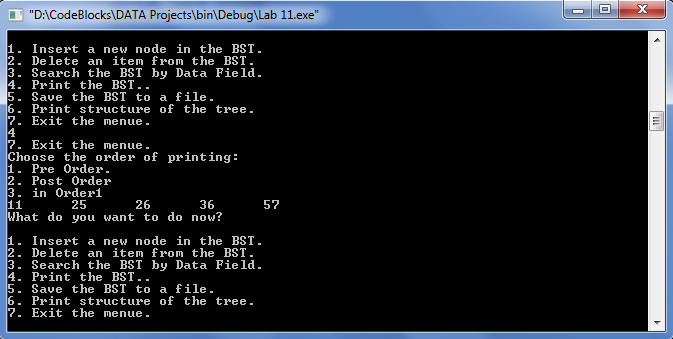 "D:\CodeBlocks\DATA Projects\bin\Debug\Lab 11.exe"
1. Insert a new node in the BST.
2. Delete an item from the BST.
3. Search the BST by Data Field.
4. Print the BST..
5. Save the BST to a file.
6. Print structure of the tree.
7. Exit the menue.
4
7. Exit the menue.
Choose the order of printing:
1. Pre Order.
2. Post Order
3. in Order1
11 25 26 36 57
What do you want to do now?
1. Insert a new node in the BST.
2. Delete an item from the BST.
3. Search the BST by Data Field.
4. Print the BST..
5. Save the BST to a file.
6. Print structure of the tree.
7. Exit the menue.